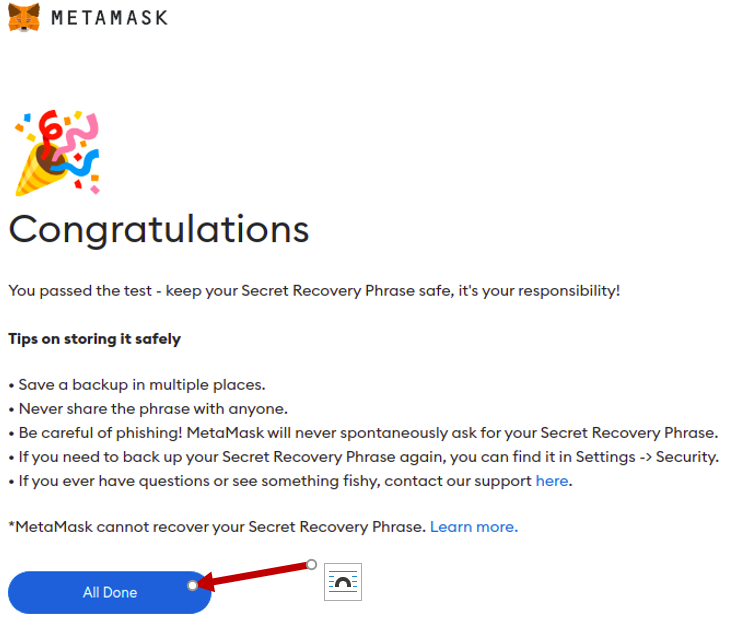 METAMASK
Congratulations
You passed the test - keep your Secret Recovery Phrase safe, it's your responsibility!
Tips on storing it safely
• Save a backup in multiple places.
• Never share the phrase with anyone.
• Be careful of phishing! MetaMask will never spontaneously ask for your Secret Recovery Phrase.
• If you need to back up your Secret Recovery Phrase again, you can find it in Settings -> Security.
• If you ever have questions or see something fishy, contact our support here.
*MetaMask cannot recover your Secret Recovery Phrase. Learn more.
All Done